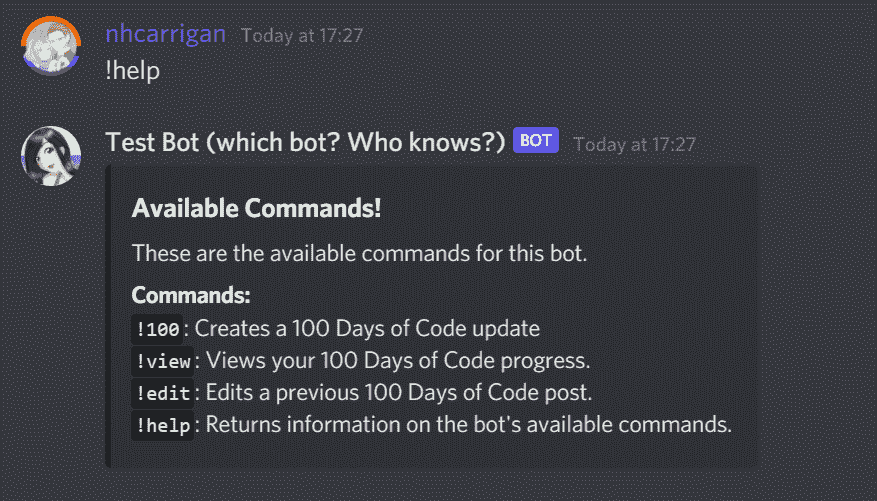 nhcarrigan Today at 17:27
!help
Test Bot (which bot? Who knows?) BOT Today at 17:27
Available Commands!
These are the available commands for this bot.
Commands:
!100: Creates a 100 Days of Code update
!view: Views your 100 Days of Code progress.
!edit: Edits a previous 100 Days of Code post.
!help: Returns information on the bot's available commands.